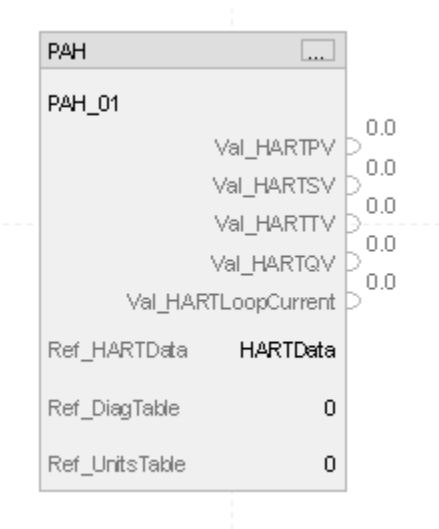 PAH ...
PAH_01
Val_HARTPV 0.0
Val_HARTSV 0.0
Val_HARTTV 0.0
Val_HARTQV 0.0
Val_HARTLoopCurrent 0.0
Ref_HARTData HARTData
Ref_DiagTable 0
Ref_UnitsTable 0